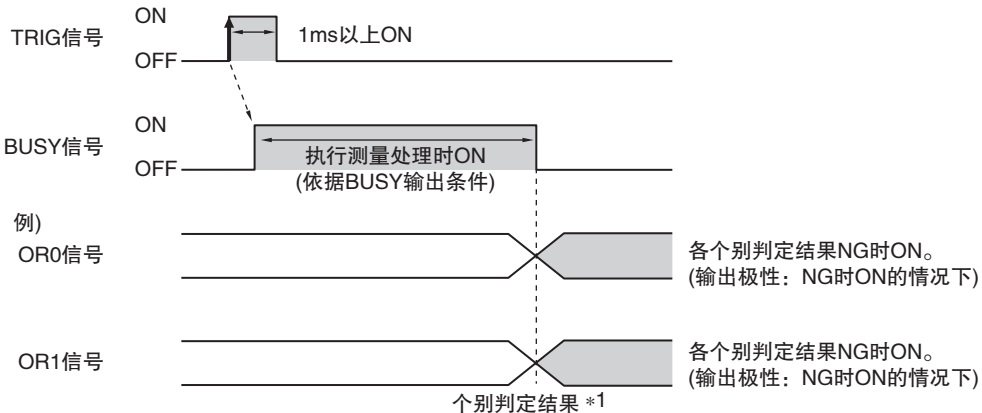 ON
TRIG信号
1ms以上ON
OFF
ON
BUSY信号
OFF
执行测量处理时ON
(依据BUSY输出条件)
例)
OR0信号
各个别判定结果NG时ON。
(输出极性：NG时ON的情况下)
OR1信号
各个别判定结果NG时ON。
(输出极性：NG时ON的情况下)
个别判定结果 *1